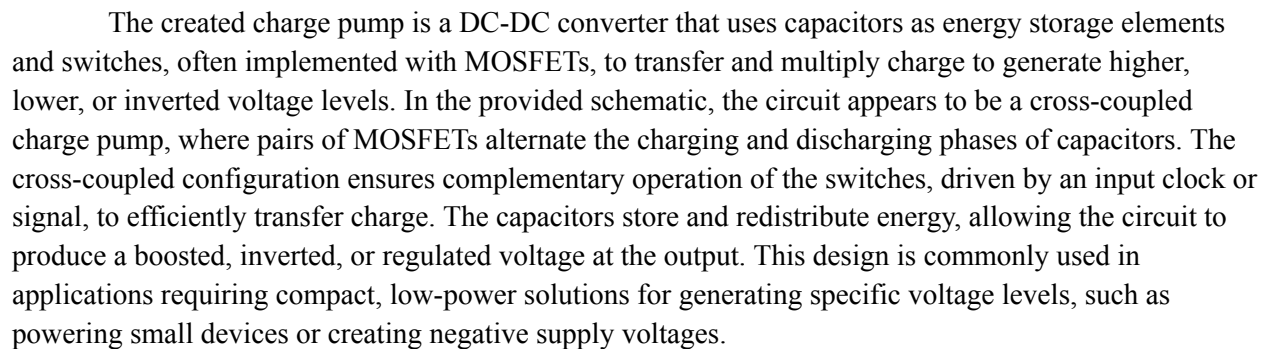 The created charge pump is a DC-DC converter that uses capacitors as energy storage elements
and switches, often implemented with MOSFETs, to transfer and multiply charge to generate higher,
lower, or inverted voltage levels. In the provided schematic, the circuit appears to be a cross-coupled
charge pump, where pairs of MOSFETs alternate the charging and discharging phases of capacitors. The
cross-coupled configuration ensures complementary operation of the switches, driven by an input clock or
signal, to efficiently transfer charge. The capacitors store and redistribute energy, allowing the circuit to
produce a boosted, inverted, or regulated voltage at the output. This design is commonly used in
applications requiring compact, low-power solutions for generating specific voltage levels, such as
powering small devices or creating negative supply voltages.